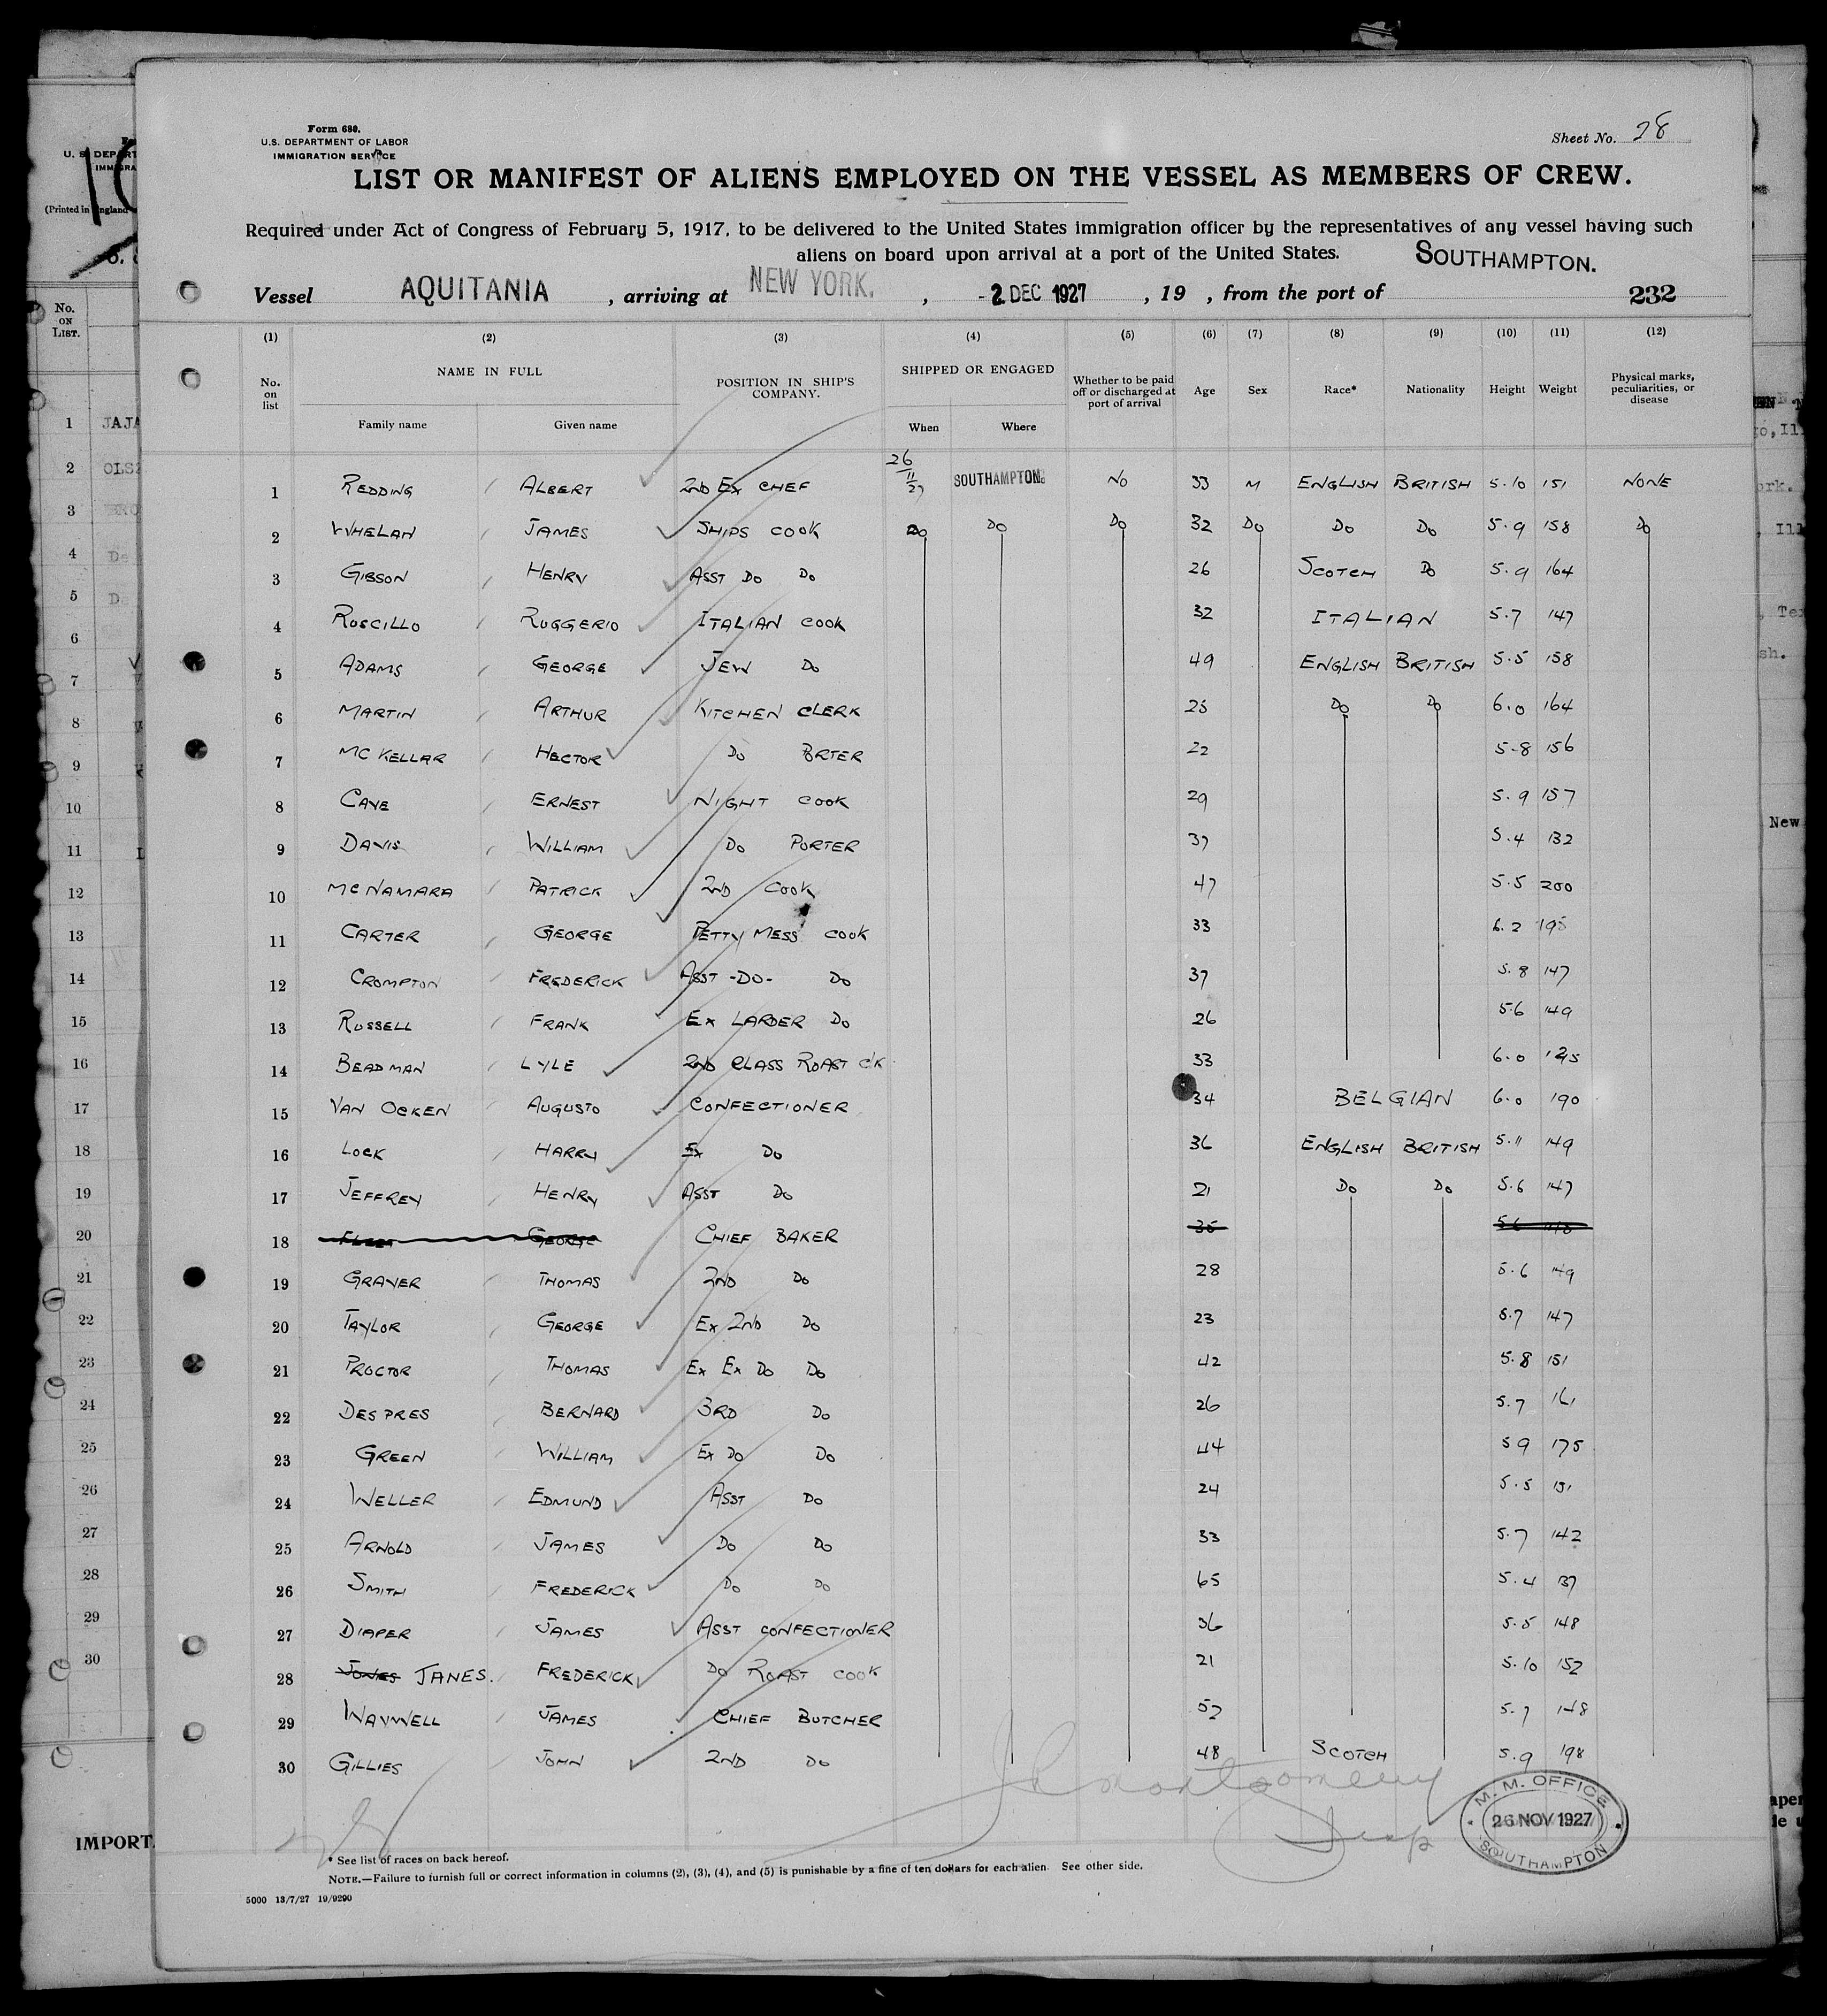 Form 680.
U.S. DEPARTMENT OF LABOR
IMMIGRATION SERVICE
Sheet No. 28
LIST OR MANIFEST OF ALIENS EMPLOYED ON THE VESSEL AS MEMBERS OF CREW.
Required under Act of Congress of February 5, 1917, to be delivered to the United States immigration officer by the representatives of any vessel having such
aliens on board upon arrival at a port of the United States. SOUTHAMPTON.
Vessel AQUITANIA, arriving at NEW YORK. , - 2 DEC 1927 , 19 , from the port of 232
(1) (2) (3) (4) (5) (6) (7) (8) (9) (10) (11) (12)
No. on list NAME IN FULL POSITION IN SHIP'S COMPANY. SHIPPED OR ENGAGED Whether to be paid off or discharged at port of arrival Age Sex Race* Nationality Height Weight Physical marks, peculiarities, or disease
Family name Given name When Where
1 REDDING ALBERT 2ND EX CHEF 26/11/27 SOUTHAMPTON. NO 33 M ENGLISH BRITISH 5.10 151 NONE
2 WHELAN JAMES SHIPS COOK DO DO DO 32 DO DO DO 5.9 158 DO
3 GIBSON HENRY ASST DO DO 26 SCOTCH DO 5.9 164
4 ROSCILLO RUGGERIO ITALIAN COOK 32 ITALIAN 5.7 147
5 ADAMS GEORGE JEW DO 49 ENGLISH BRITISH 5.5 158
6 MARTIN ARTHUR KITCHEN CLERK 25 DO DO 6.0 164
7 MCKELLAR HECTOR DO PORTER 22 5-8 156
8 CAVE ERNEST NIGHT COOK 29 5.9 157
9 DAVIS WILLIAM DO PORTER 37 5.4 132
10 MCNAMARA PATRICK 2ND COOK 47 5.5 200
11 CARTER GEORGE PETTY MESS COOK 33 6.2 195
12 CROMPTON FREDERICK ASST -DO- DO 37 5.8 147
13 RUSSELL FRANK EX LARDER DO 26 5.6 149
14 BEADMAN LYLE 2ND CLASS ROAST CK 33 6.0
15 VAN OCKEN AUGUSTO CONFECTIONER 34 BELGIAN 6.0 190
16 LOCK HARRY EX DO 36 ENGLISH BRITISH 5.11 149
17 JEFFREY HENRY ASST DO 21 DO DO 5.6 147
18 GEORGE CHIEF BAKER 35 5.6
19 GRAVER THOMAS 2ND DO 28 5.6 149
20 TAYLOR GEORGE EX 2ND DO 23 5.7 147
21 PROCTOR THOMAS EX EX DO DO 42 5.8 151
22 DESPRES BERNARD 3RD DO 26 5.7 161
23 GREEN WILLIAM EX DO DO 44 5 9 175
24 WELLER EDMUND ASST DO 24 5.5 151
25 ARNOLD JAMES DO DO 33 5.7 142
26 SMITH FREDERICK DO DO 65 5.4 137
27 DIAPER JAMES ASST CONFECTIONER 36 5.5 148
28 JONES JANES. FREDERICK DO ROAST COOK 21 5.10 152
29 WAYWELL JAMES CHIEF BUTCHER 57 5.7 148
30 GILLIES JOHN 2ND DO 48 SCOTCH 5.9 198
Montgomery
M. M. OFFICE
26 NOV 1927
SOUTHAMPTON
* See list of races on back hereof.
NOTE.—Failure to furnish full or correct information in columns (2), (3), (4), and (5) is punishable by a fine of ten dollars for each alien. See other side.
5000 13/7/27 19/9290
No. ON LIST.
IMPORT
New